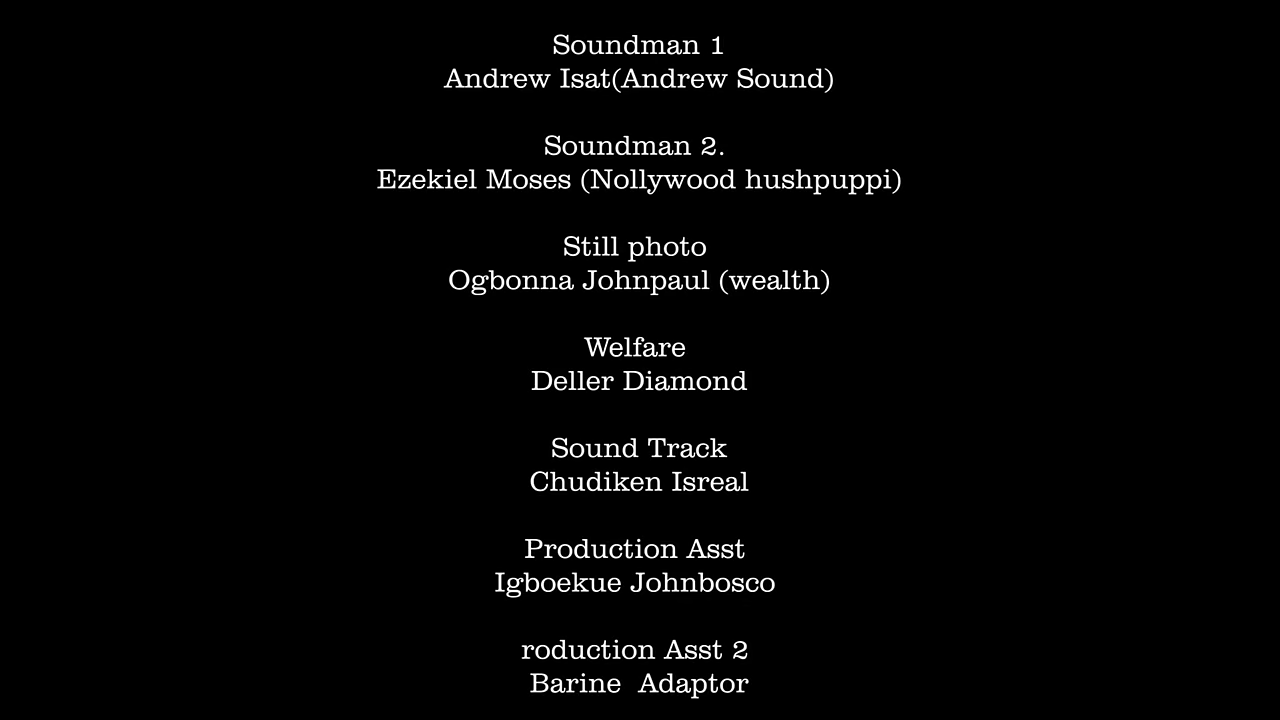 Soundman 1
Andrew Isat(Andrew Sound)
Soundman 2.
Ezekiel Moses (Nollywood hushpuppi)
Still photo
Ogbonna Johnpaul (wealth)
Welfare
Deller Diamond
Sound Track
Chudiken Isreal
Production Asst
Igboekue Johnbosco
roduction Asst 2
Barine  Adaptor